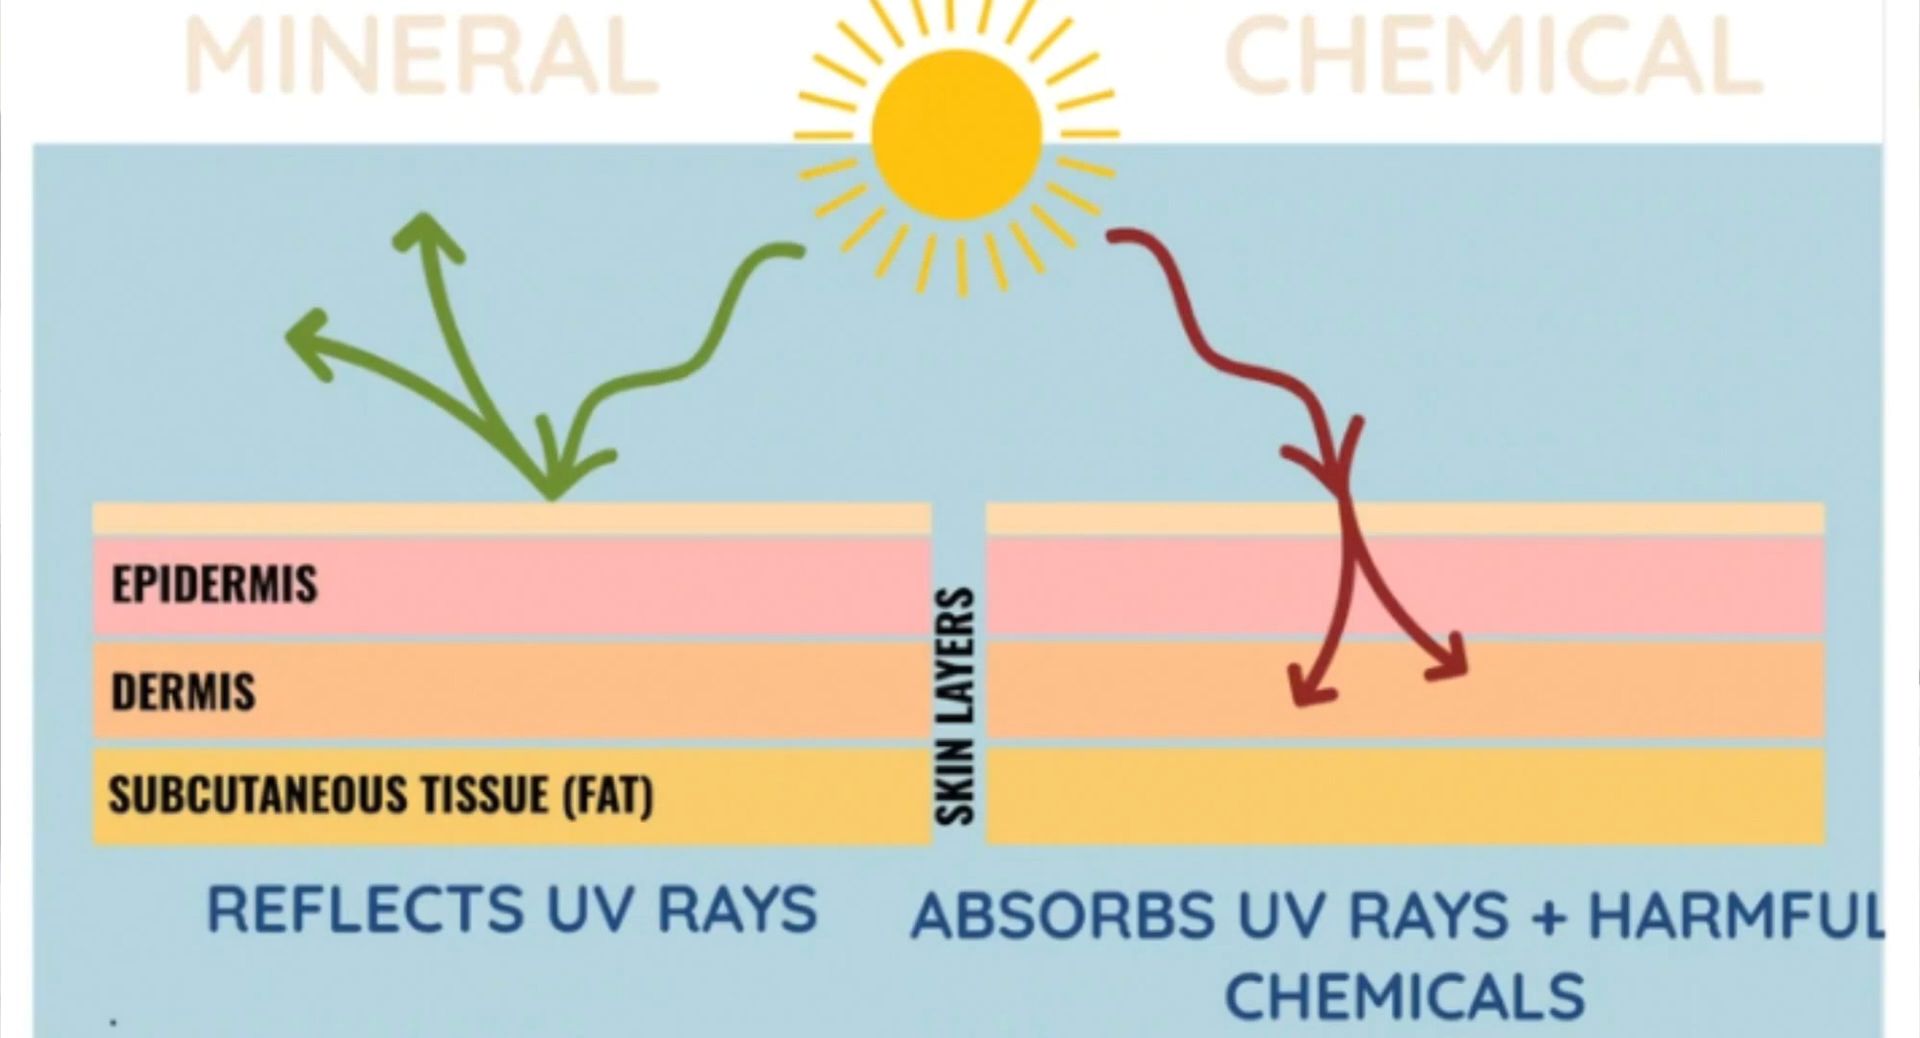 MINERAL
CHEMICAL
EPIDERMIS
DERMIS
SUBCUTANEOUS TISSUE (FAT)
SKIN LAYERS
REFLECTS UV RAYS
ABSORBS UV RAYS + HARMFUL
CHEMICALS